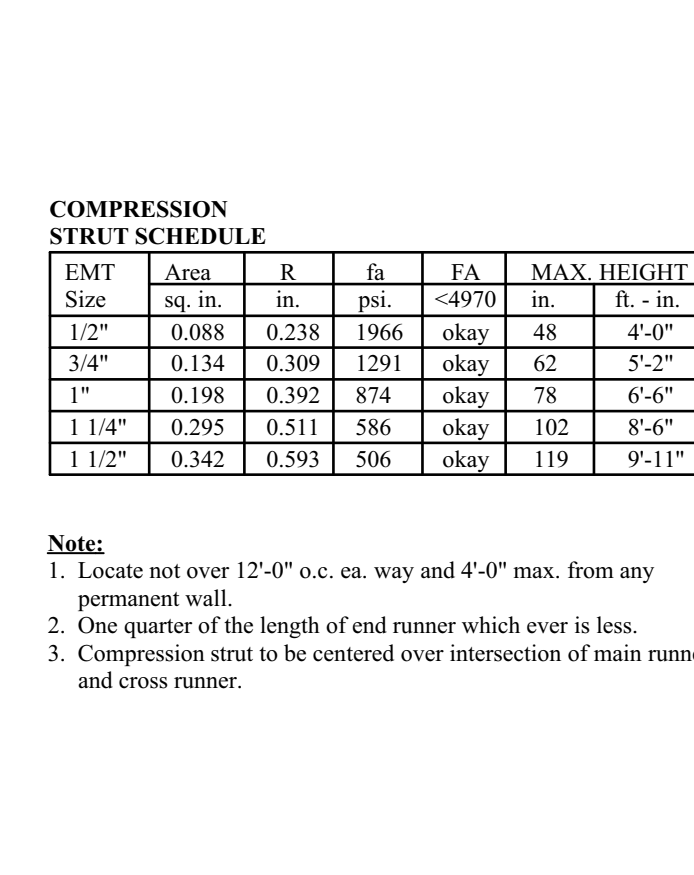 COMPRESSION
STRUT SCHEDULE
EMT Area R fa FA MAX. HEIGHT
Size sq. in. in. psi. <4970 in. ft. - in.
1/2" 0.088 0.238 1966 okay 48 4'-0"
3/4" 0.134 0.309 1291 okay 62 5'-2"
1" 0.198 0.392 874 okay 78 6'-6"
1 1/4" 0.295 0.511 586 okay 102 8'-6"
1 1/2" 0.342 0.593 506 okay 119 9'-11"
Note:
1. Locate not over 12'-0" o.c. ea. way and 4'-0" max. from any
permanent wall.
2. One quarter of the length of end runner which ever is less.
3. Compression strut to be centered over intersection of main
and cross runner.